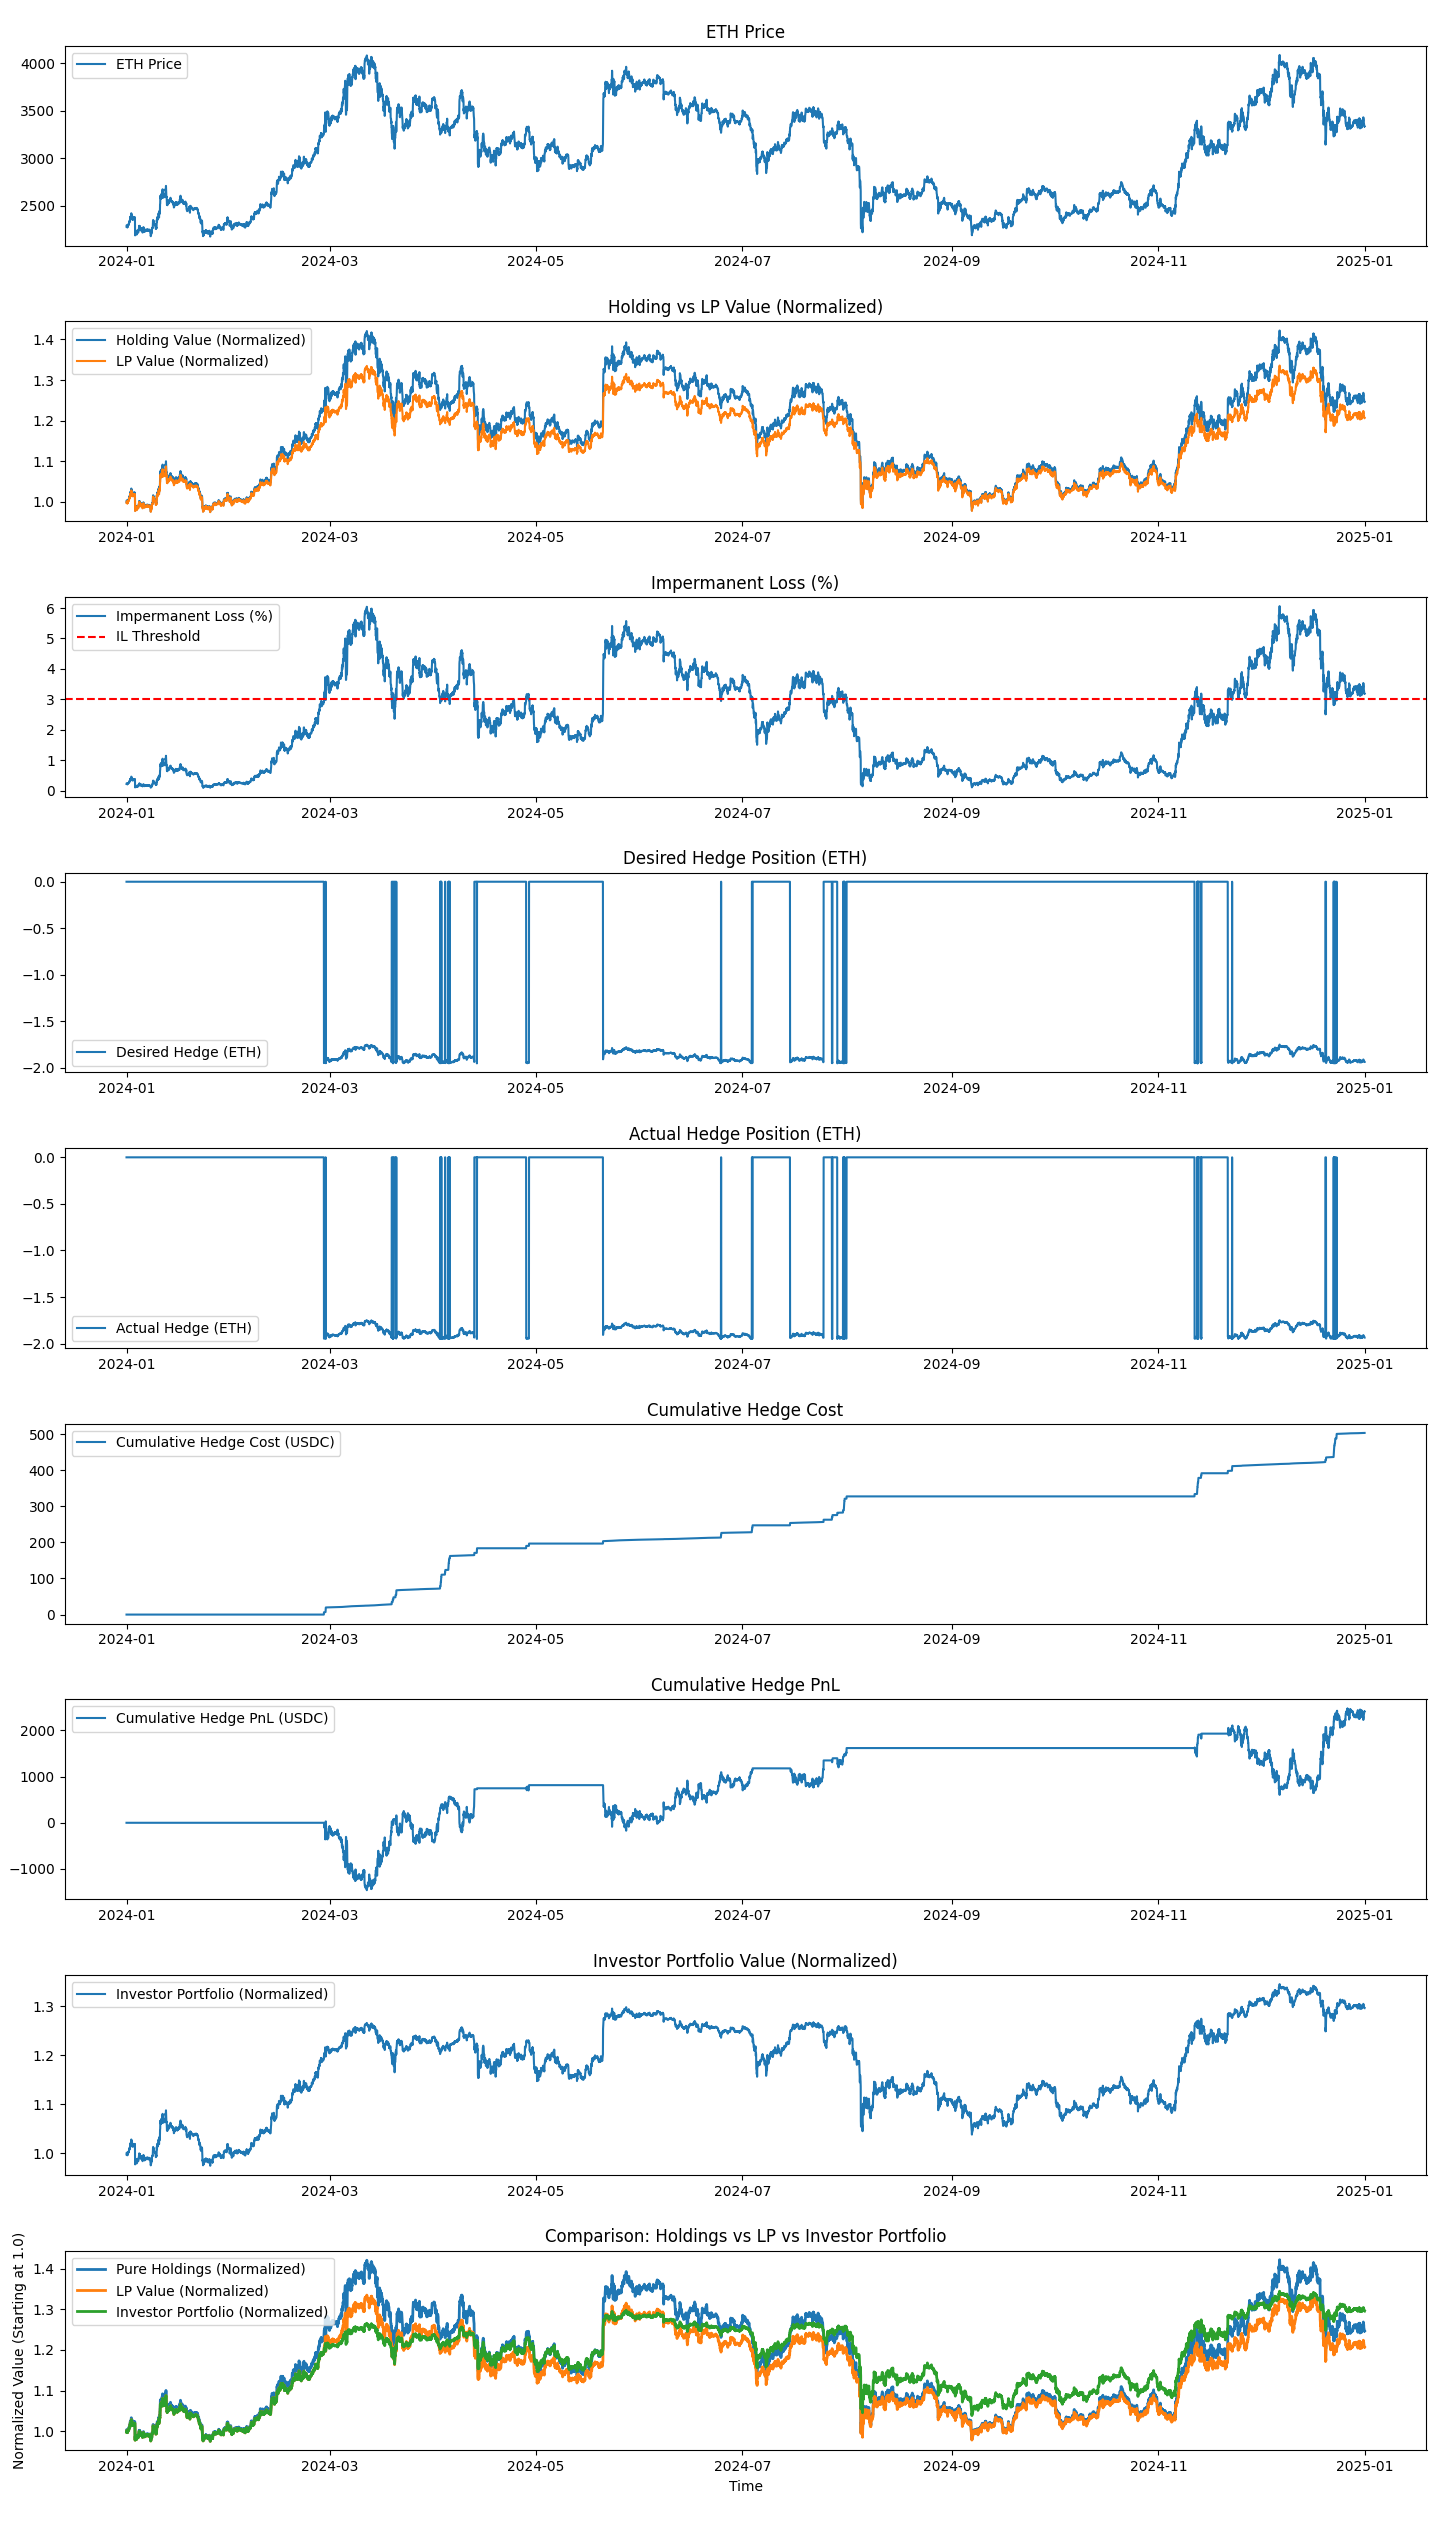 ETH Price
ETH Price
4000
3500
3000
2500
2024-01 2024-03 2024-05 2024-07 2024-09 2024-11 2025-01
Holding vs LP Value (Normalized)
Holding Value (Normalized)
LP Value (Normalized)
1.4
1.3
1.2
1.1
1.0
2024-01 2024-03 2024-05 2024-07 2024-09 2024-11 2025-01
Impermanent Loss (%)
Impermanent Loss (%)
IL Threshold
6
5
4
3
2
1
0
2024-01 2024-03 2024-05 2024-07 2024-09 2024-11 2025-01
Desired Hedge Position (ETH)
0.0
−0.5
−1.0
−1.5
−2.0
Desired Hedge (ETH)
2024-01 2024-03 2024-05 2024-07 2024-09 2024-11 2025-01
Actual Hedge Position (ETH)
0.0
−0.5
−1.0
−1.5
−2.0
Actual Hedge (ETH)
2024-01 2024-03 2024-05 2024-07 2024-09 2024-11 2025-01
Cumulative Hedge Cost
Cumulative Hedge Cost (USDC)
500
400
300
200
100
0
2024-01 2024-03 2024-05 2024-07 2024-09 2024-11 2025-01
Cumulative Hedge PnL
Cumulative Hedge PnL (USDC)
2000
1000
0
−1000
2024-01 2024-03 2024-05 2024-07 2024-09 2024-11 2025-01
Investor Portfolio Value (Normalized)
Investor Portfolio (Normalized)
1.3
1.2
1.1
1.0
2024-01 2024-03 2024-05 2024-07 2024-09 2024-11 2025-01
Comparison: Holdings vs LP vs Investor Portfolio
Pure Holdings (Normalized)
LP Value (Normalized)
Investor Portfolio (Normalized)
Normalized Value (Starting at 1.0)
1.4
1.3
1.2
1.1
1.0
2024-01 2024-03 2024-05 2024-07 2024-09 2024-11 2025-01
Time